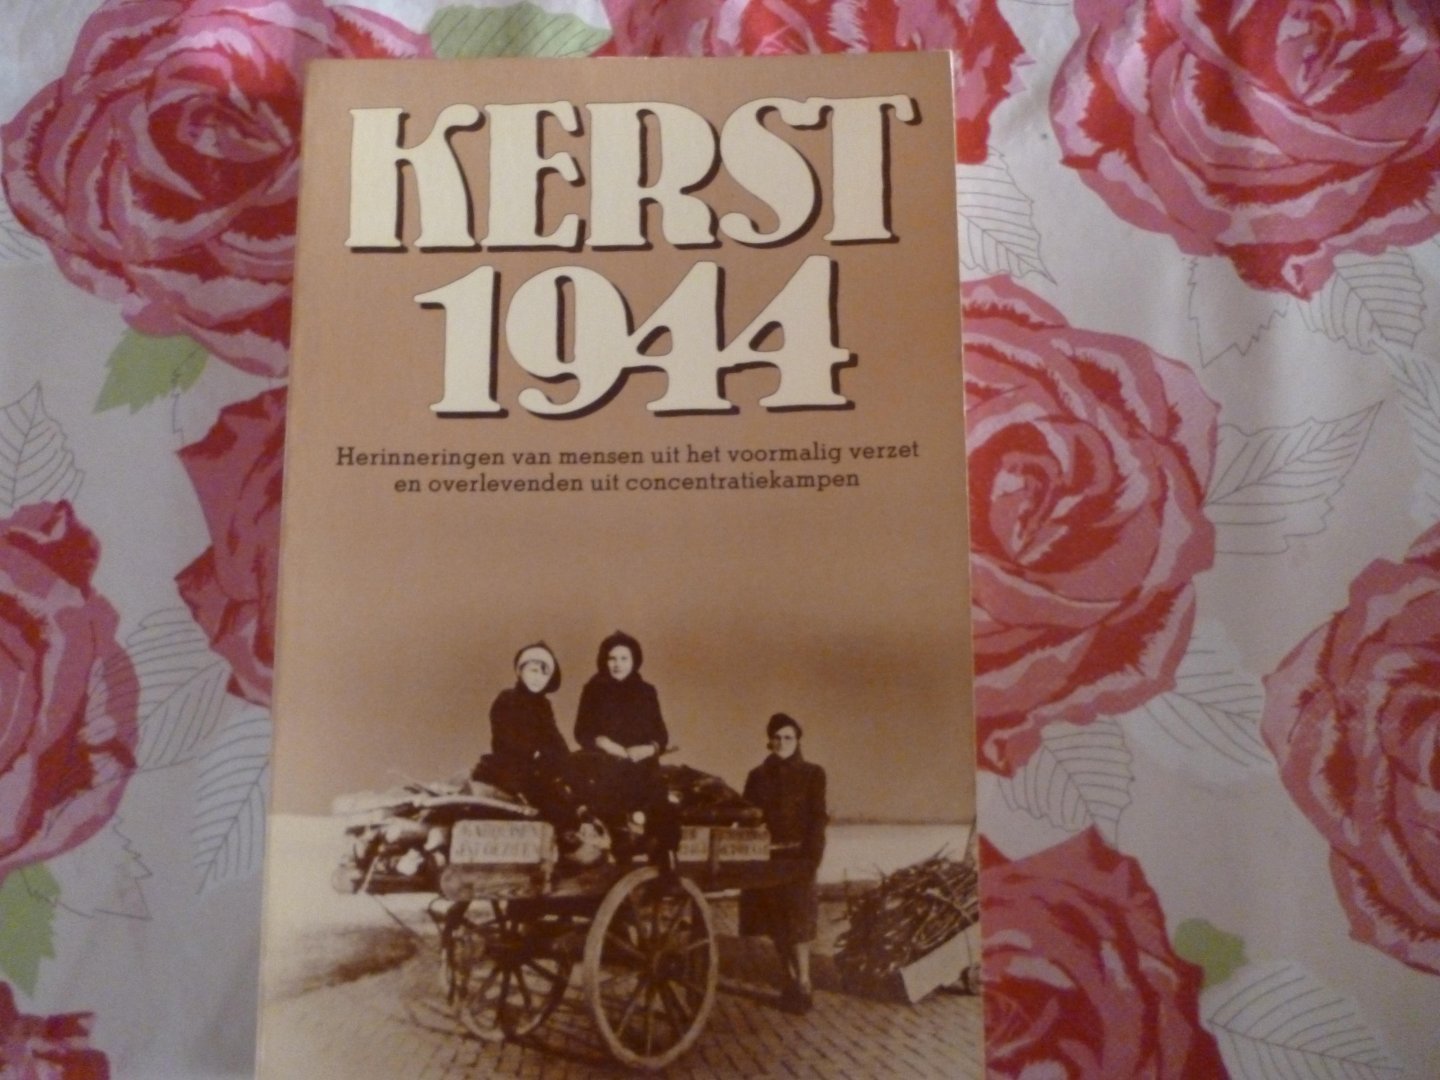 KERST
1944
Herinneringen van mensen uit het voormalig verzet
en overlevenden uit concentratiekampen